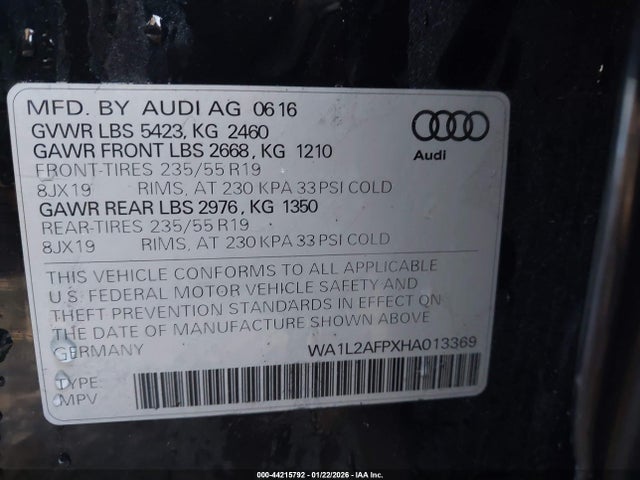 MFD. BY AUDI AG 06 16
GVWR LBS 5423, KG 2460
GAWR FRONT LBS 2668, KG 1210
FRONT-TIRES 235/55 R19
8JX19 RIMS, AT 230 KPA 33 PSI COLD
GAWR REAR LBS 2976, KG 1350
REAR-TIRES 235/55 R19
8JX19 RIMS, AT 230 KPA 33 PSI COLD
Audi
THIS VEHICLE CONFORMS TO ALL APPLICABLE
U.S. FEDERAL MOTOR VEHICLE SAFETY AND
THEFT PREVENTION STANDARDS IN EFFECT ON
THE DATE OF MANUFACTURE SHOWN ABOVE
GERMANY WA1L2AFPXHA013369
TYPE:
MPV
000-44215792 - 01/22/2026 - IAA Inc.